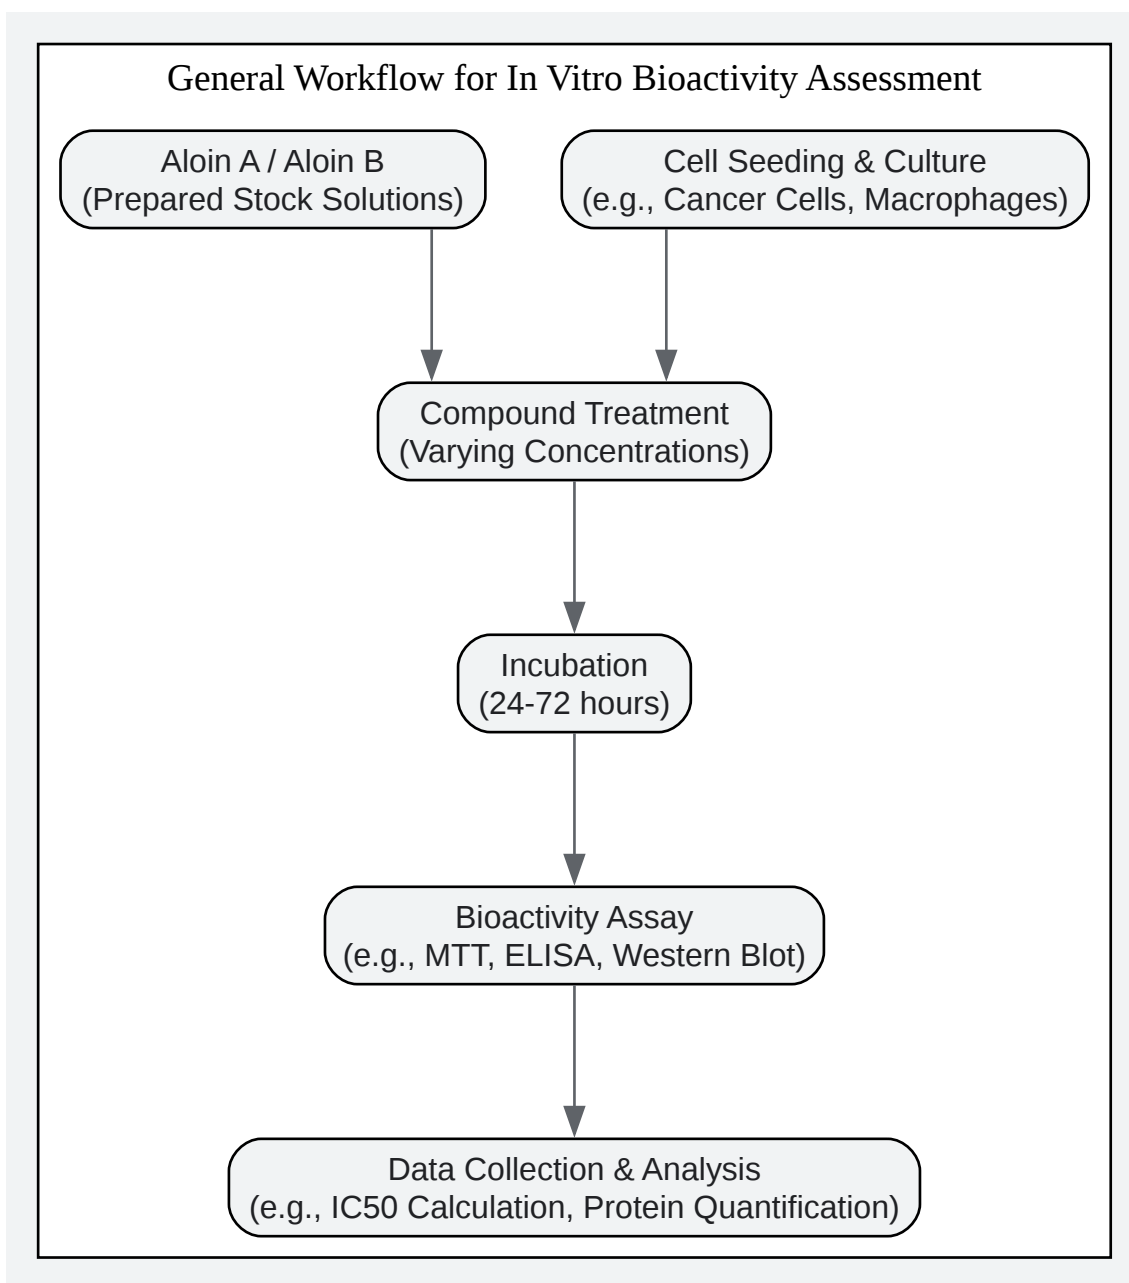 General Workflow for In Vitro Bioactivity Assessment
Aloin A / Aloin B
(Prepared Stock Solutions)
Cell Seeding & Culture
(e.g., Cancer Cells, Macrophages)
Compound Treatment
(Varying Concentrations)
Incubation
(24-72 hours)
Bioactivity Assay
(e.g., MTT, ELISA, Western Blot)
Data Collection & Analysis
(e.g., IC50 Calculation, Protein Quantification)